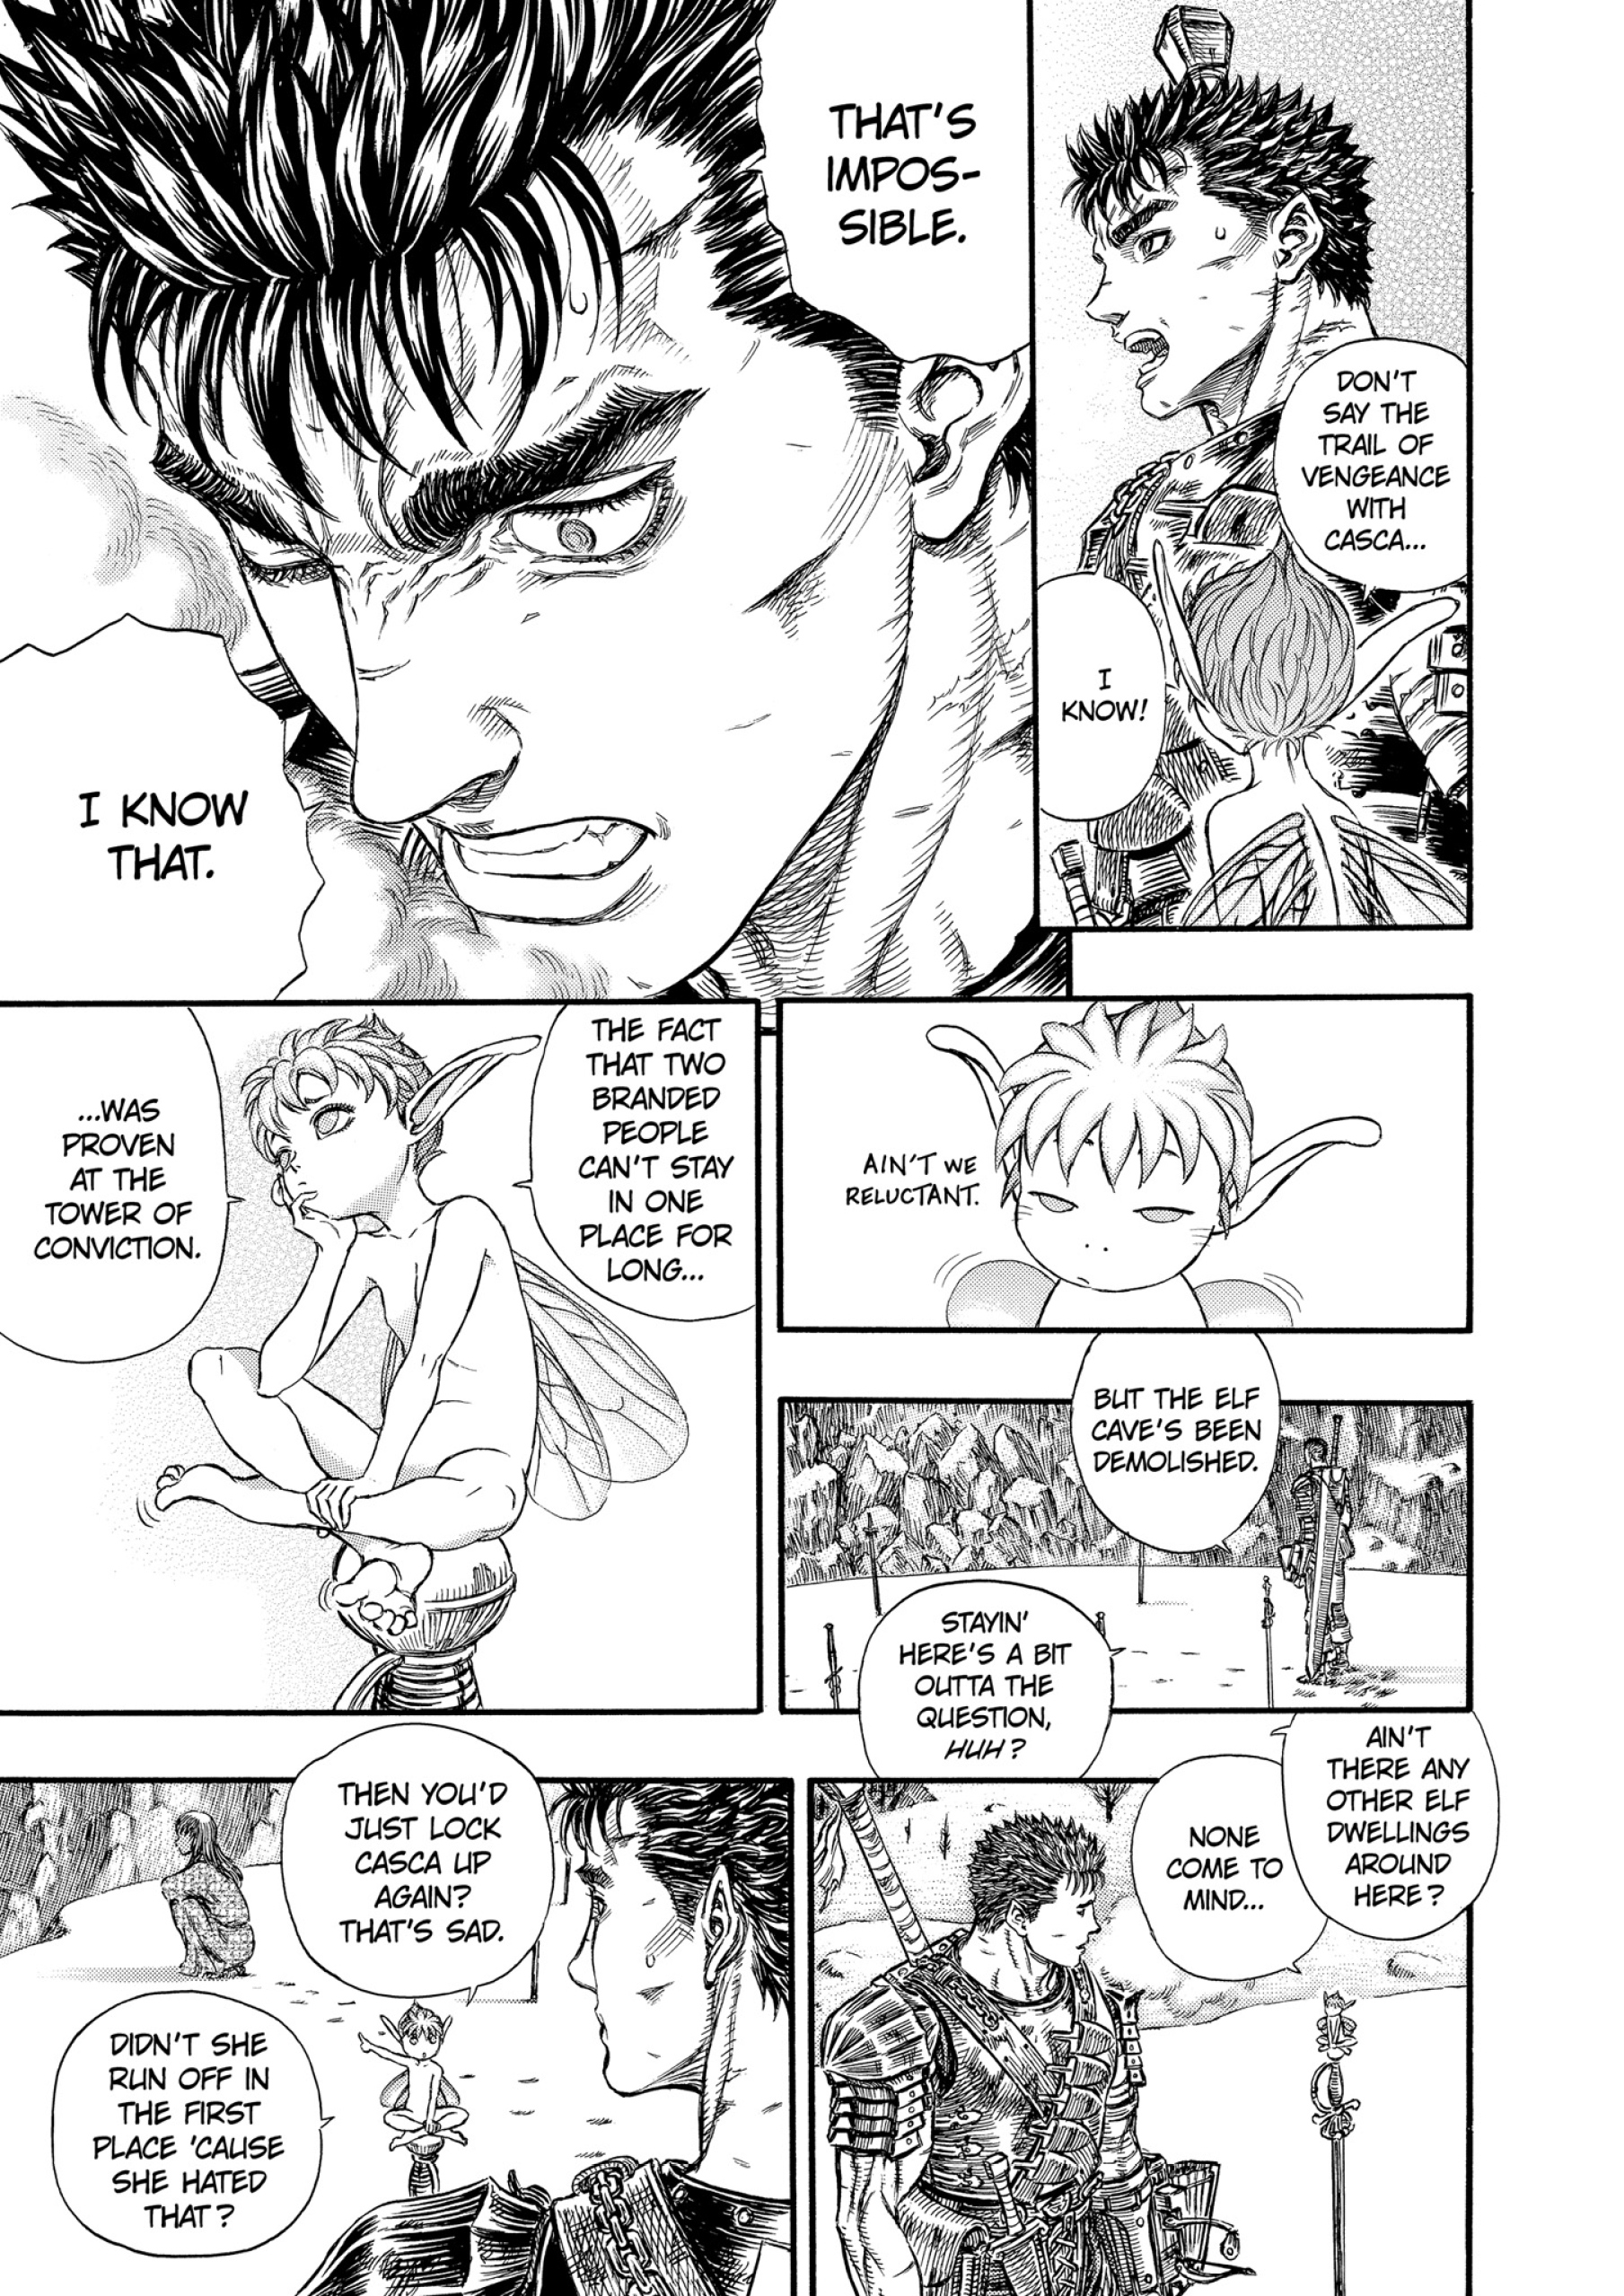 DON'T
SAY THE
TRAIL OF
VENGEANCE
WITH
CASCA...
I
KNOW!
THAT'S
IMPOS-
SIBLE.
I KNOW
THAT.
AIN'T WE
RELUCTANT.
THE FACT
THAT TWO
BRANDED
PEOPLE
CAN'T STAY
IN ONE
PLACE FOR
LONG...
...WAS
PROVEN
AT THE
TOWER OF
CONVICTION.
BUT THE ELF
CAVE'S BEEN
DEMOLISHED.
STAYIN'
HERE'S A BIT
OUTTA THE
QUESTION,
HUH?
AIN'T
THERE ANY
OTHER ELF
DWELLINGS
AROUND
HERE?
NONE
COME TO
MIND...
THEN YOU'D
JUST LOCK
CASCA UP
AGAIN?
THAT'S SAD.
DIDN'T SHE
RUN OFF IN
THE FIRST
PLACE 'CAUSE
SHE HATED
THAT?